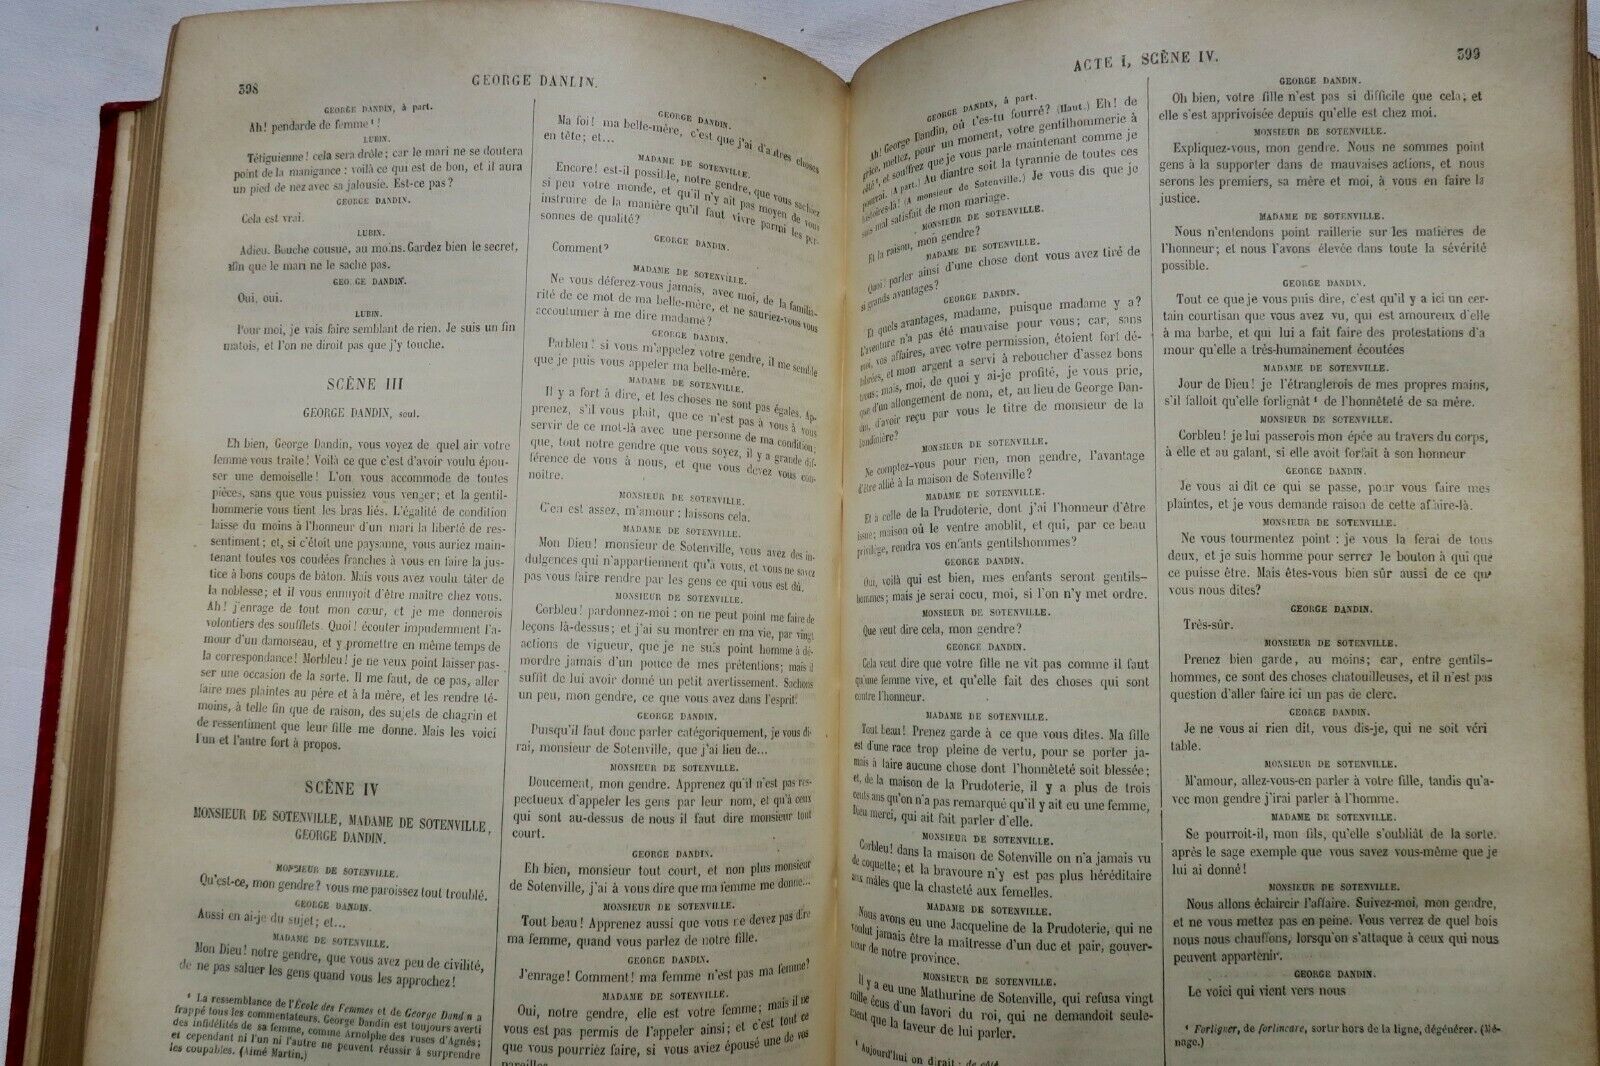 398
GEORGE DANDIN.
GEORGE DANDIN, à part.
Ah! pendarde de femme¹!
LUBIN.
Tétiguienne! cela sera drôle; car le mari ne se doutera
point de la manigance : voilà ce qui est de bon, et il aura
un pied de nez avec sa jalousie. Est-ce pas?
GEORGE DANDIN.
Cela est vrai.
LUBIN.
Adieu. Bouche cousue, au moins. Gardez bien le secret,
afin que le mari ne le sache pas.
GEORGE DANDIN.
Oui, oui.
LUBIN.
Pour moi, je vais faire semblant de rien. Je suis un fin
matois, et l'on ne diroit pas que j'y touche.
SCÈNE III
GEORGE DANDIN, seul.
Eh bien, George Dandin, vous voyez de quel air votre
femme vous traite! Voilà ce que c'est d'avoir voulu épou-
ser une demoiselle! L'on vous accommode de toutes
pièces, sans que vous puissiez vous venger; et la gentil-
hommerie vous tient les bras liés. L'égalité de condition
laisse du moins à l'honneur d'un mari la liberté de res-
sentiment; et, si c'étoit une paysanne, vous auriez main-
tenant toutes vos coudées franches à vous en faire la jus-
tice à bons coups de bâton. Mais vous avez voulu tâter de
la noblesse; et il vous ennuyoit d'être maître chez vous.
Ah! j'enrage de tout mon cœur, et je me donnerois
volontiers des soufflets. Quoi! écouter impudemment l'a-
mour d'un damoiseau, et y promettre en même temps de
la correspondance! Morbleu! je ne veux point laisser pas-
ser une occasion de la sorte. Il me faut, de ce pas, aller
faire mes plaintes au père et à la mère, et les rendre té-
moins, à telle fin que de raison, des sujets de chagrin et
de ressentiment que leur fille me donne. Mais les voici
l'un et l'autre fort à propos.
SCÈNE IV
MONSIEUR DE SOTENVILLE, MADAME DE SOTENVILLE,
GEORGE DANDIN.
MONSIEUR DE SOTENVILLE.
Qu'est-ce, mon gendre? vous me paroissez tout troublé.
GEORGE DANDIN.
Aussi en ai-je du sujet; et...
MADAME DE SOTENVILLE.
Mon Dieu! notre gendre, que vous avez peu de civilité,
de ne pas saluer les gens quand vous les approchez!
¹ La ressemblance de l'École des Femmes et de George Dandin a
frappé tous les commentateurs. George Dandin est toujours averti
des infidélités de sa femme, comme Arnolphe des ruses d'Agnès;
et cependant ni l'un ni l'autre ne peuvent réussir à surprendre
les coupables. (Aimé Martin.)
GEORGE DANDIN.
Ma foi! ma belle-mère, c'est que j'ai d'autres choses
en tête; et...
MADAME DE SOTENVILLE.
Encore! est-il possible, notre gendre, que vous sachiez
si peu votre monde, et qu'il n'y ait pas moyen de vous
instruire de la manière qu'il faut vivre parmi les per-
sonnes de qualité?
GEORGE DANDIN.
Comment?
MADAME DE SOTENVILLE.
Ne vous déferez-vous jamais, avec moi, de la familia-
rité de ce mot de ma belle-mère, et ne sauriez-vous vous
accoutumer à me dire madame?
GEORGE DANDIN.
Parbleu! si vous m'appelez votre gendre, il me semble
que je puis vous appeler ma belle-mère.
MADAME DE SOTENVILLE.
Il y a fort à dire, et les choses ne sont pas égales. Ap-
prenez, s'il vous plaît, que ce n'est pas à vous à vous
servir de ce mot-là avec une personne de ma condition;
que, tout notre gendre que vous soyez, il y a grande dif-
férence de vous à nous, et que vous devez vous con-
noître.
MONSIEUR DE SOTENVILLE.
C'en est assez, m'amour : laissons cela.
MADAME DE SOTENVILLE.
Mon Dieu! monsieur de Sotenville, vous avez des in-
dulgences qui n'appartiennent qu'à vous, et vous ne savez
pas vous faire rendre par les gens ce qui vous est dû.
MONSIEUR DE SOTENVILLE.
Corbleu! pardonnez-moi : on ne peut point me faire de
leçons là-dessus; et j'ai su montrer en ma vie, par vingt
actions de vigueur, que je ne suis point homme à dé-
mordre jamais d'un pouce de mes prétentions; mais il
suffit de lui avoir donné un petit avertissement. Sachons
un peu, mon gendre, ce que vous avez dans l'esprit.
GEORGE DANDIN.
Puisqu'il faut donc parler catégoriquement, je vous di-
rai, monsieur de Sotenville, que j'ai lieu de...
MONSIEUR DE SOTENVILLE.
Doucement, mon gendre. Apprenez qu'il n'est pas res-
pectueux d'appeler les gens par leur nom, et qu'à ceux
qui sont au-dessus de nous il faut dire monsieur tout
court.
GEORGE DANDIN.
Eh bien, monsieur tout court, et non plus monsieur
de Sotenville, j'ai à vous dire que ma femme me donne...
MONSIEUR DE SOTENVILLE.
Tout beau! Apprenez aussi que vous ne devez pas dire
ma femme, quand vous parlez de notre fille.
GEORGE DANDIN.
J'enrage! Comment! ma femme n'est pas ma femme?
MADAME DE SOTENVILLE.
Oui, notre gendre, elle est votre femme; mais il ne
vous est pas permis de l'appeler ainsi; et c'est tout ce
que vous pourriez faire, si vous aviez épousé une de vos
pareilles.
ACTE I, SCÈNE IV.
399
GEORGE DANDIN, à part.
Ah! George Dandin, où t'es-tu fourré? (Haut.) Eh! de
grâce, mettez, pour un moment, votre gentilhommerie à
côté¹, et souffrez que je vous parle maintenant comme je
pourrai. (A part.) Au diantre soit la tyrannie de toutes ces
histoires-là! (A monsieur de Sotenville.) Je vous dis que je
suis mal satisfait de mon mariage.
MONSIEUR DE SOTENVILLE.
Et la raison, mon gendre?
MADAME DE SOTENVILLE.
Quoi! parler ainsi d'une chose dont vous avez tiré de
si grands avantages?
GEORGE DANDIN.
Et quels avantages, madame, puisque madame y a?
L'aventure n'a pas été mauvaise pour vous; car, sans
moi, vos affaires, avec votre permission, étoient fort dé-
labrées, et mon argent a servi à reboucher d'assez bons
trous; mais, moi, de quoi y ai-je profité, je vous prie,
que d'un allongement de nom, et, au lieu de George Dan-
din, d'avoir reçu par vous le titre de monsieur de la
Dandinière?
MONSIEUR DE SOTENVILLE.
Ne comptez-vous pour rien, mon gendre, l'avantage
d'être allié à la maison de Sotenville?
MADAME DE SOTENVILLE.
Et à celle de la Prudoterie, dont j'ai l'honneur d'être
issue; maison où le ventre anoblit, et qui, par ce beau
privilége, rendra vos enfants gentilshommes?
GEORGE DANDIN.
Oui, voilà qui est bien, mes enfants seront gentils-
hommes; mais je serai cocu, moi, si l'on n'y met ordre.
MONSIEUR DE SOTENVILLE.
Que veut dire cela, mon gendre?
GEORGE DANDIN.
Cela veut dire que votre fille ne vit pas comme il faut
qu'une femme vive, et qu'elle fait des choses qui sont
contre l'honneur.
MADAME DE SOTENVILLE.
Tout beau! Prenez garde à ce que vous dites. Ma fille
est d'une race trop pleine de vertu, pour se porter ja-
mais à faire aucune chose dont l'honnêteté soit blessée;
et, de la maison de la Prudoterie, il y a plus de trois
cents ans qu'on n'a pas remarqué qu'il y ait eu une femme,
Dieu merci, qui ait fait parler d'elle.
MONSIEUR DE SOTENVILLE.
Corbleu! dans la maison de Sotenville on n'a jamais vu
de coquette; et la bravoure n'y est pas plus héréditaire
aux mâles que la chasteté aux femelles.
MADAME DE SOTENVILLE.
Nous avons eu une Jacqueline de la Prudoterie, qui ne
voulut jamais être la maîtresse d'un duc et pair, gouver-
neur de notre province.
MONSIEUR DE SOTENVILLE.
Il y a eu une Mathurine de Sotenville, qui refusa vingt
mille écus d'un favori du roi, qui ne demandoit seule-
ment que la faveur de lui parler.
¹ Aujourd'hui on dirait : de côté.
GEORGE DANDIN.
Oh bien, votre fille n'est pas si difficile que cela; et
elle s'est apprivoisée depuis qu'elle est chez moi.
MONSIEUR DE SOTENVILLE.
Expliquez-vous, mon gendre. Nous ne sommes point
gens à la supporter dans de mauvaises actions, et nous
serons les premiers, sa mère et moi, à vous en faire la
justice.
MADAME DE SOTENVILLE.
Nous n'entendons point raillerie sur les matières de
l'honneur; et nous l'avons élevée dans toute la sévérité
possible.
GEORGE DANDIN.
Tout ce que je vous puis dire, c'est qu'il y a ici un cer-
tain courtisan que vous avez vu, qui est amoureux d'elle
à ma barbe, et qui lui a fait faire des protestations d'a
mour qu'elle a très-humainement écoutées
MADAME DE SOTENVILLE.
Jour de Dieu! je l'étranglerois de mes propres mains,
s'il falloit qu'elle forlignât¹ de l'honnêteté de sa mère.
MONSIEUR DE SOTENVILLE.
Corbleu! je lui passerois mon épée au travers du corps,
à elle et au galant, si elle avoit forfait à son honneur
GEORGE DANDIN.
Je vous ai dit ce qui se passe, pour vous faire mes
plaintes, et je vous demande raison de cette affaire-là.
MONSIEUR DE SOTENVILLE.
Ne vous tourmentez point : je vous la ferai de tous
deux, et je suis homme pour serrer le bouton à qui que
ce puisse être. Mais êtes-vous bien sûr aussi de ce que
vous nous dites?
GEORGE DANDIN.
Très-sûr.
MONSIEUR DE SOTENVILLE.
Prenez bien garde, au moins; car, entre gentils-
hommes, ce sont des choses chatouilleuses, et il n'est pas
question d'aller faire ici un pas de clerc.
GEORGE DANDIN.
Je ne vous ai rien dit, vous dis-je, qui ne soit véri
table.
MONSIEUR DE SOTENVILLE.
M'amour, allez-vous-en parler à votre fille, tandis qu'a-
vec mon gendre j'irai parler à l'homme.
MADAME DE SOTENVILLE.
Se pourroit-il, mon fils, qu'elle s'oubliât de la sorte.
après le sage exemple que vous savez vous-même que je
lui ai donné!
MONSIEUR DE SOTENVILLE.
Nous allons éclaircir l'affaire. Suivez-moi, mon gendre,
et ne vous mettez pas en peine. Vous verrez de quel bois
nous nous chauffons, lorsqu'on s'attaque à ceux qui nous
peuvent appartenir.
GEORGE DANDIN.
Le voici qui vient vers nous
¹ Forligner, de forlineare, sortir hors de la ligne, dégénérer. (Mé-
nage.)